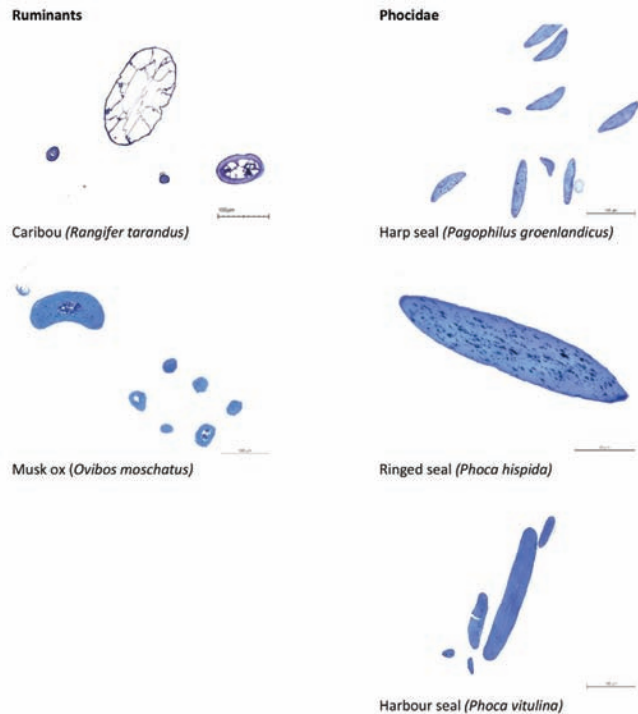 Ruminants
Phocidae
100µm
Caribou (Rangifer tarandus)
Harp seal (Pagophilus groenlandicus)
Musk ox (Ovibos moschatus)
Ringed seal (Phoca hispida)
Harbour seal (Phoca vitulina)